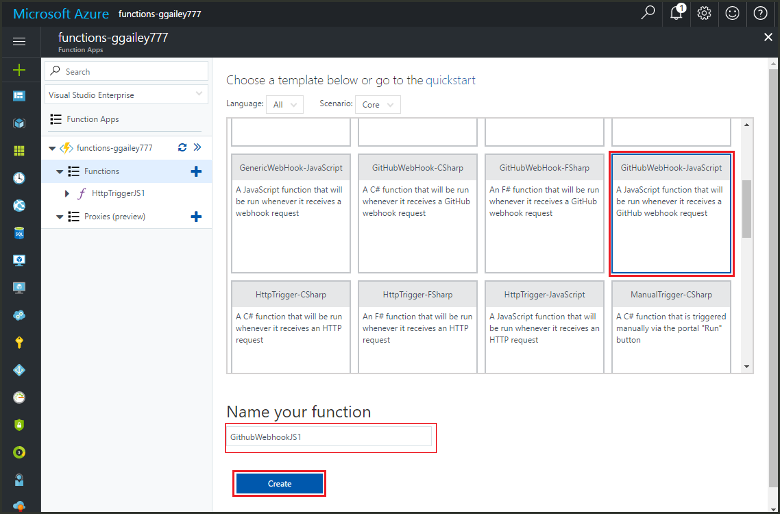 Microsoft Azure functions-ggailey777
1
functions-ggailey777
Function Apps
Search
Visual Studio Enterprise
Function Apps
functions-ggailey777
Functions
HttpTriggerJS1
Proxies (preview)
Choose a template below or go to the quickstart
Language: All Scenario: Core
GenericWebHook-JavaScript
A JavaScript function that will
be run whenever it receives a
webhook request
GitHubWebHook-CSharp
A C# function that will be run
whenever it receives a GitHub
webhook request
GitHubWebHook-FSharp
An F# function that will be run
whenever it receives a GitHub
webhook request
GitHubWebHook-JavaScript
A JavaScript function that will
be run whenever it receives a
GitHub webhook request
HttpTrigger-CSharp
A C# function that will be run
whenever it receives an HTTP
request
HttpTrigger-FSharp
An F# function that will be run
whenever it receives an HTTP
request
HttpTrigger-JavaScript
A JavaScript function that will
be run whenever it receives an
HTTP request
ManualTrigger-CSharp
A C# function that is triggered
manually via the portal "Run"
button
Name your function
GithubWebhookJS1
Create